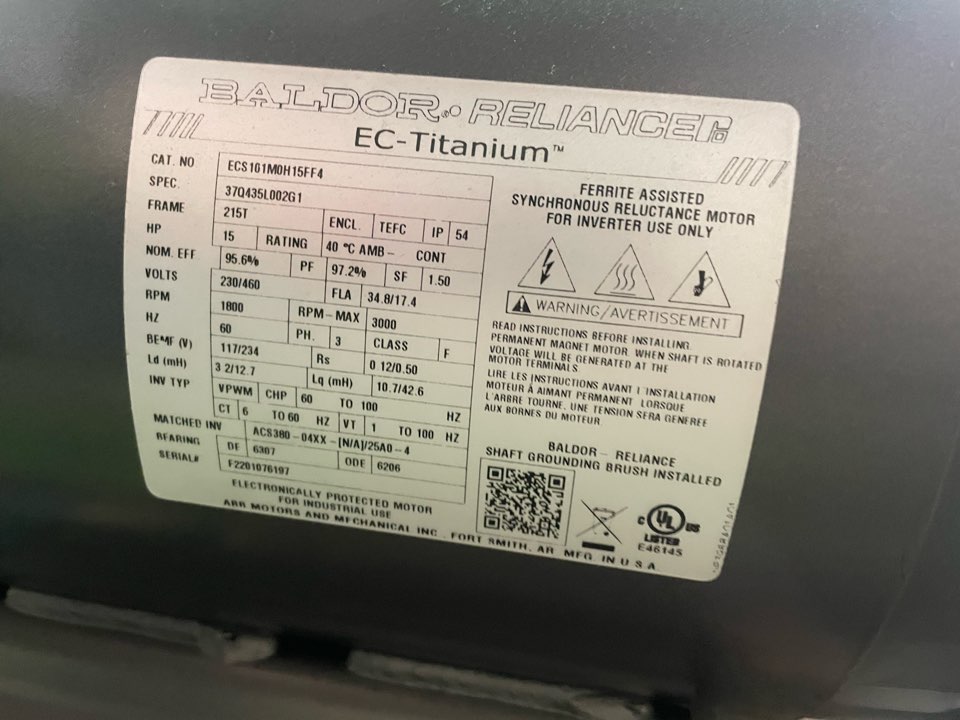 BALDOR · RELIANCER
EC-Titanium™
CAT. NO ECS101M0H15FF4
SPEC. 37Q435L002G1
FRAME 215T ENCL. TEFC IP 54
HP 15 RATING 40 °C AMB – CONT
NOM. EFF 95.6% PF 97.2% SF 1.50
VOLTS 230/460 FLA 34.8/17.4
RPM 1800 RPM – MAX 3000
HZ 60 PH. 3 CLASS F
BEMF (V) 117/234 Rs 0 12/0.50
Ld (mH) 3 2/12.7 Lq (mH) 10.7/42.6
INV TYP VPWM CHP 60 TO 100 HZ
CT 6 TO 60 HZ VT 1 TO 100 HZ
MATCHED INV ACS380 – 04XX – [N/A]/25A0 – 4
BEARING DE 6307 ODE 6206
SERIAL# F2201076197
ELECTRONICALLY PROTECTED MOTOR
FOR INDUSTRIAL USE
ABB MOTORS AND MECHANICAL INC. FORT SMITH, AR MFG. IN U S A
FERRITE ASSISTED
SYNCHRONOUS RELUCTANCE MOTOR
FOR INVERTER USE ONLY
WARNING/AVERTISSEMENT
READ INSTRUCTIONS BEFORE INSTALLING.
PERMANENT MAGNET MOTOR WHEN SHAFT IS ROTATED
VOLTAGE WILL BE GENERATED AT THE
MOTOR TERMINALS
LIRE LES INSTRUCTIONS AVANT L'INSTALLATION
MOTEUR À AIMANT PERMANENT LORSQUE
L'ARBRE TOURNE, UNE TENSION SERA GENEREE
AUX BORNES DU MOTEUR
BALDOR – RELIANCE
SHAFT GROUNDING BRUSH INSTALLED
C UL US
LISTED
E46145